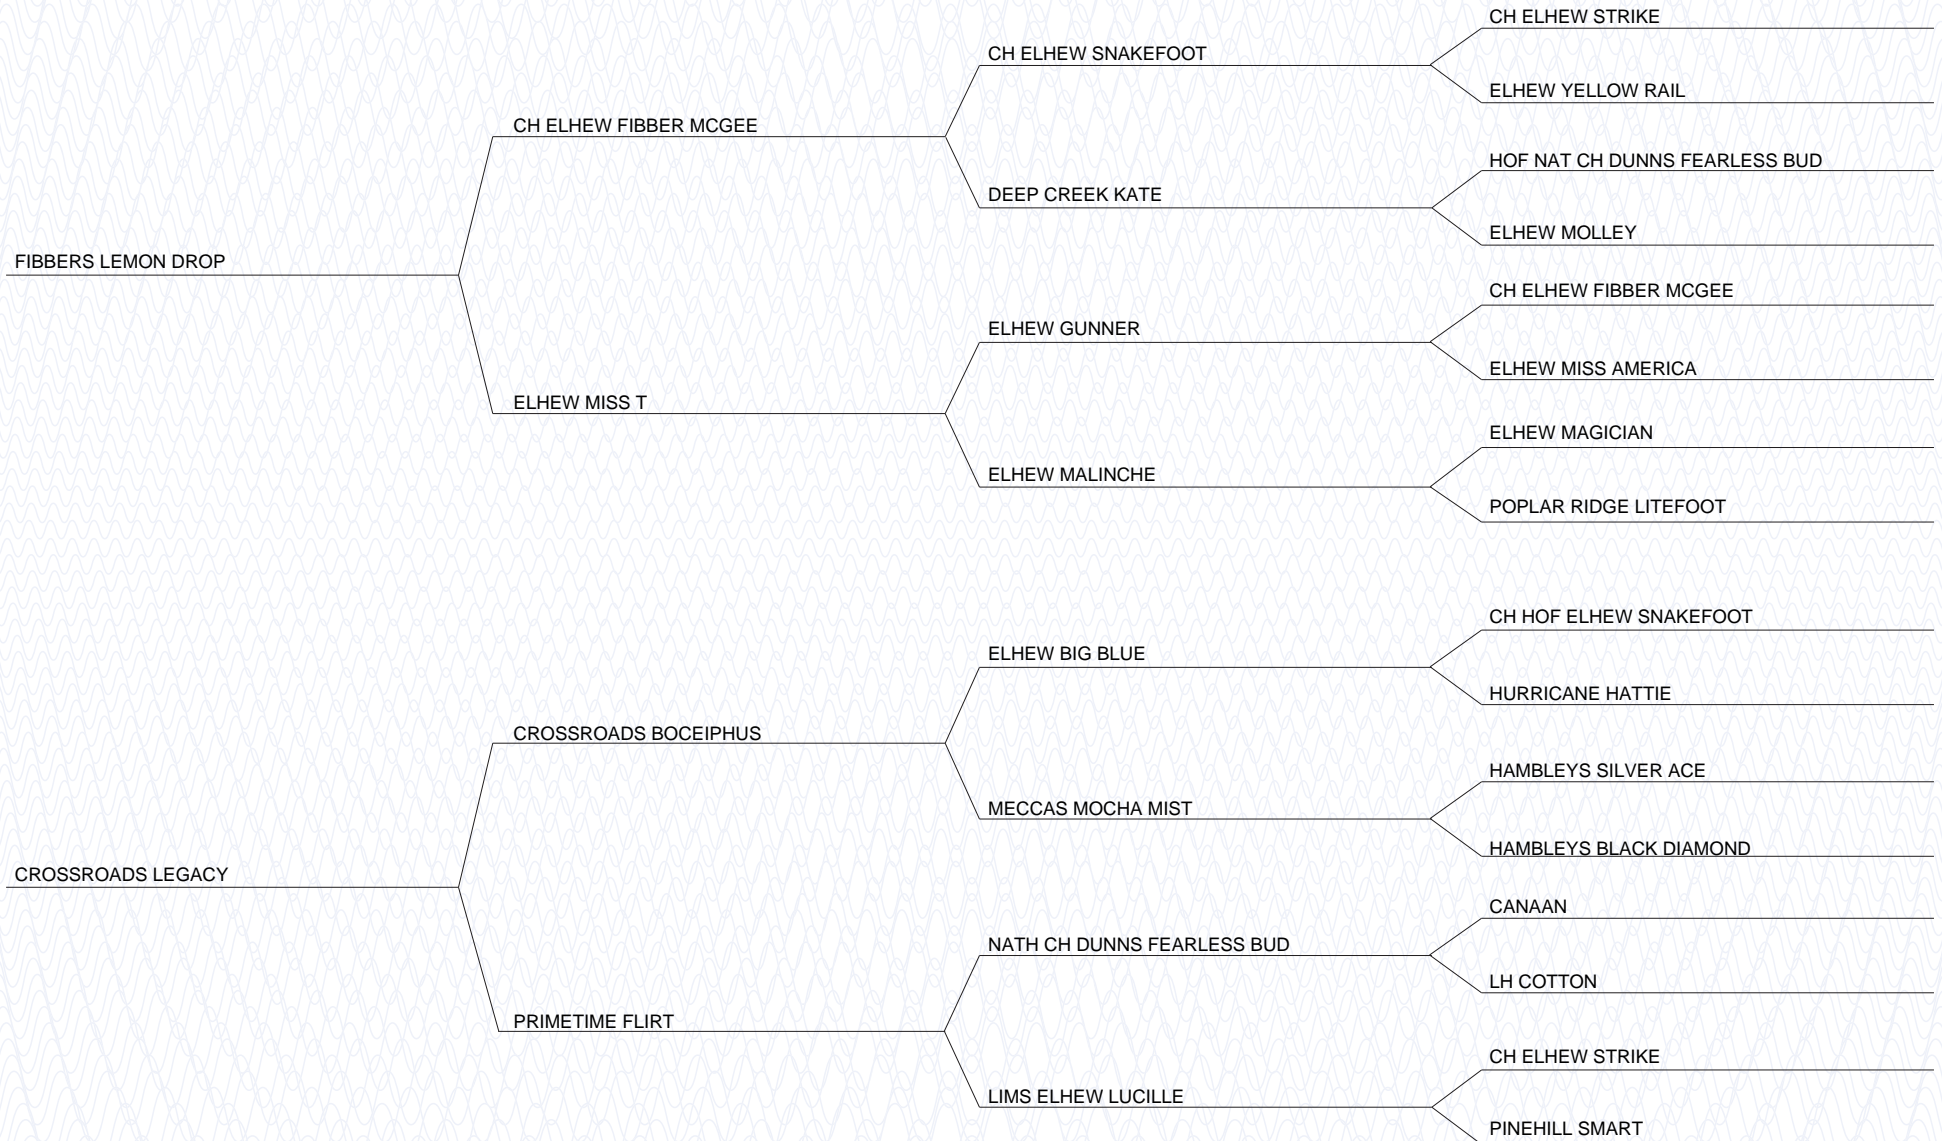 CH ELHEW STRIKE
CH ELHEW SNAKEFOOT
ELHEW YELLOW RAIL
CH ELHEW FIBBER MCGEE
HOF NAT CH DUNNS FEARLESS BUD
DEEP CREEK KATE
ELHEW MOLLEY
FIBBERS LEMON DROP
CH ELHEW FIBBER MCGEE
ELHEW GUNNER
ELHEW MISS AMERICA
ELHEW MISS T
ELHEW MAGICIAN
ELHEW MALINCHE
POPLAR RIDGE LITEFOOT
CH HOF ELHEW SNAKEFOOT
ELHEW BIG BLUE
HURRICANE HATTIE
CROSSROADS BOCEIPHUS
HAMBLEYS SILVER ACE
MECCAS MOCHA MIST
HAMBLEYS BLACK DIAMOND
CROSSROADS LEGACY
CANAAN
NATH CH DUNNS FEARLESS BUD
LH COTTON
PRIMETIME FLIRT
CH ELHEW STRIKE
LIMS ELHEW LUCILLE
PINEHILL SMART